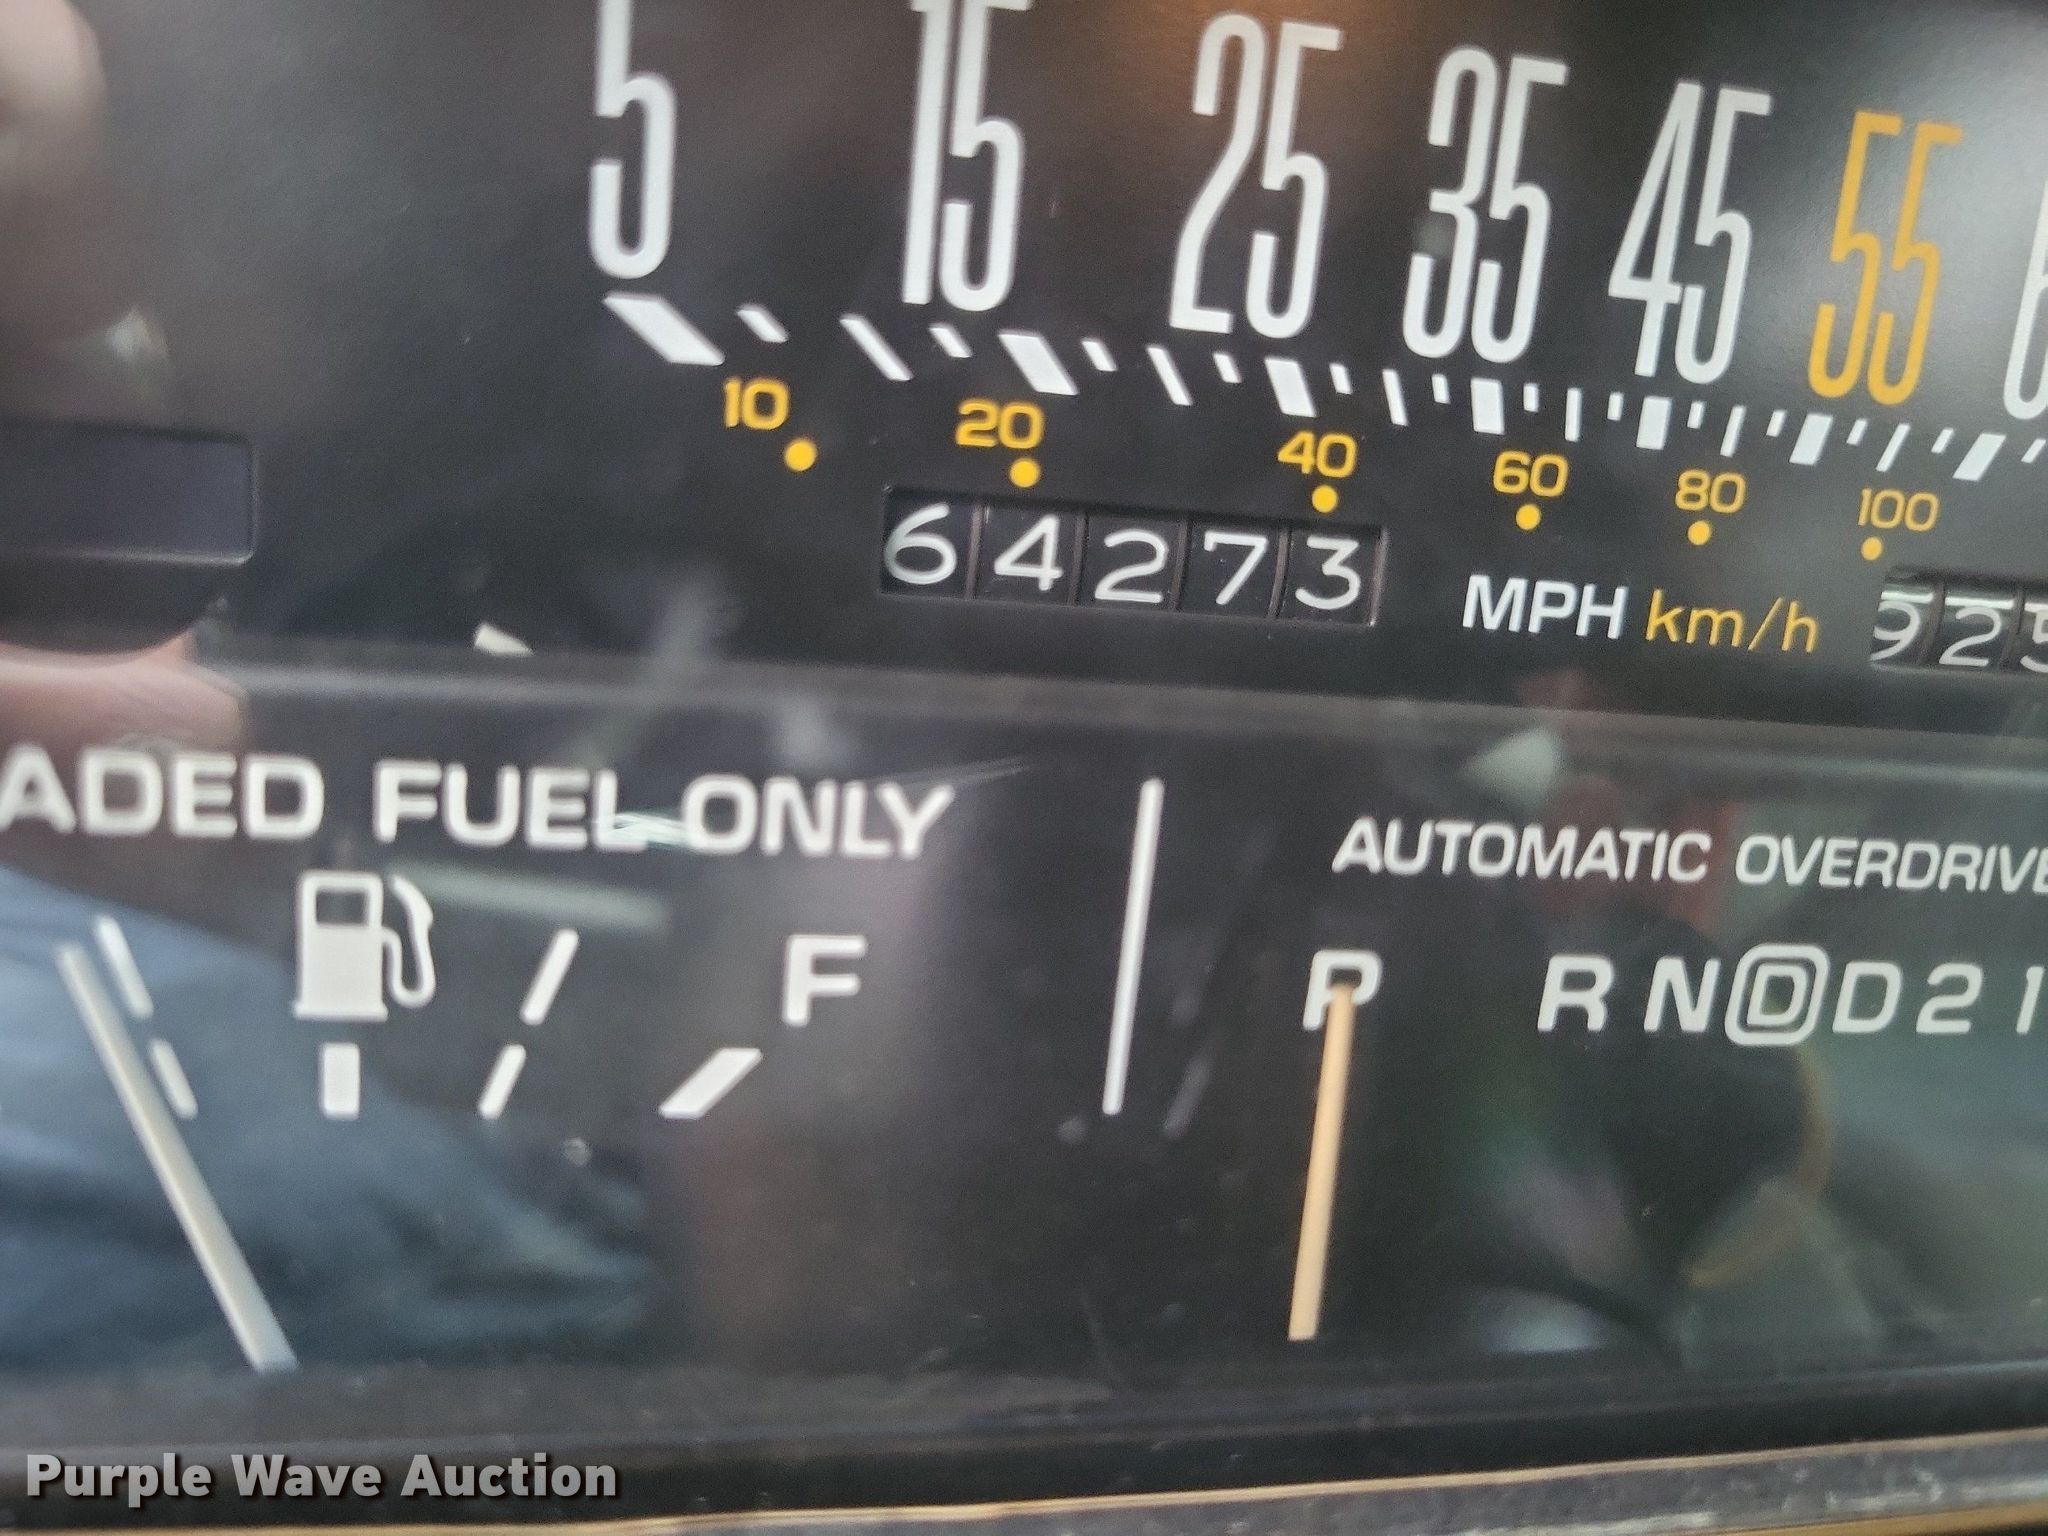 5 15 25 35 45 55
10 20 40 60 80 100
64273
MPH km/h
925
FUEL ONLY
AUTOMATIC OVERDRIVE
F
P R N D D 2 1
Purple Wave Auction